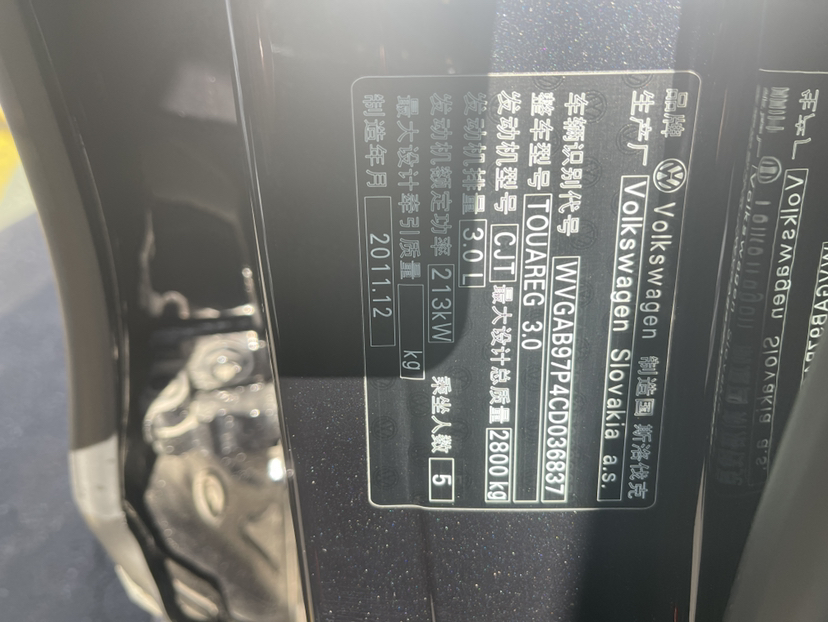 品牌 Volkswagen 制造国 斯洛伐克
生产厂 Volkswagen Slovakia a.s.
车辆识别代号 WVGAB97P4CD036837
整车型号 TOUAREG 3.0
发动机型号 CJT 最大设计总质量 2800 kg
发动机排量 3.0 L
发动机额定功率 213kW 乘坐人数 5
最大设计牵引质量 kg
制造年月 2011.12